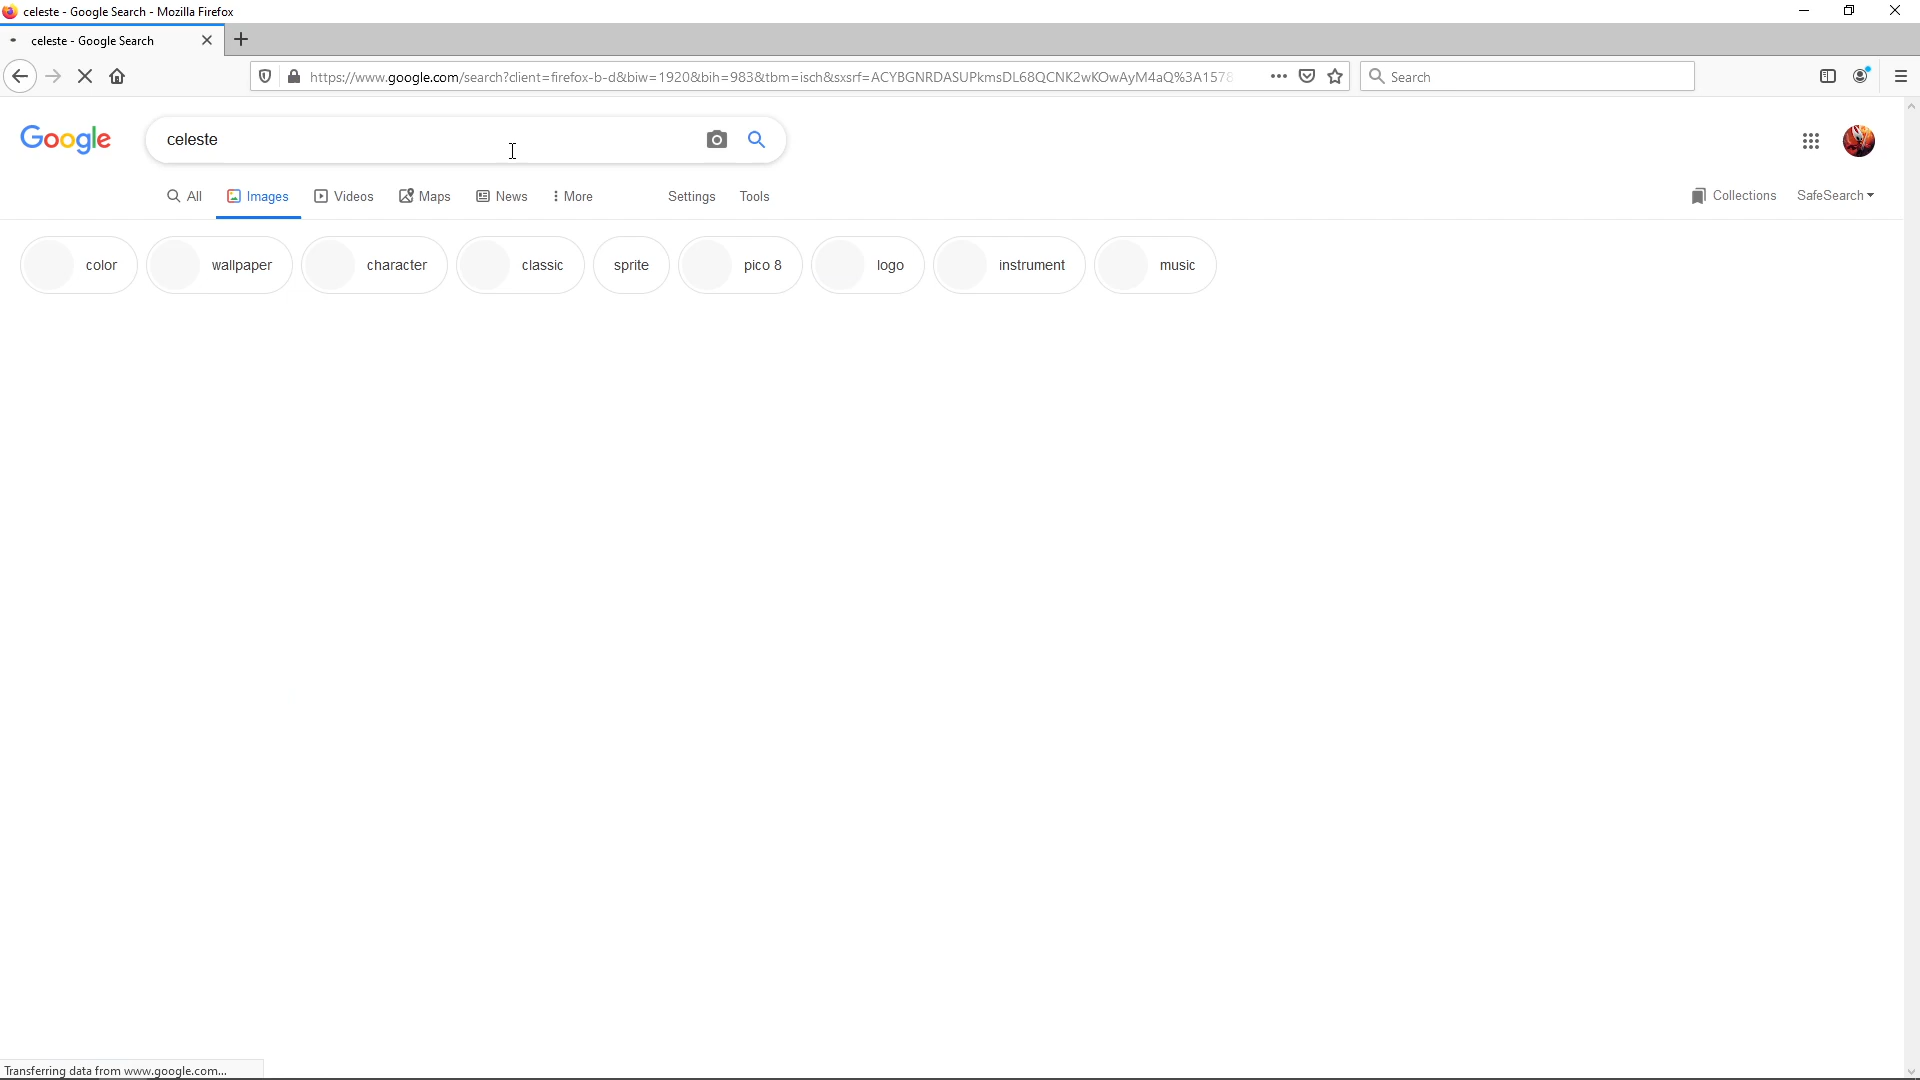 celeste - Google Search - Mozilla Firefox
celeste - Google Search
https://www.google.com/search?client=firefox-b-d&biw=1920&bih=983&tbm=isch&sxsrf=ACYBGNRDASUPkmsDL68QCNK2wKOwAyM4aQ%3A1578
Search
Google
celeste
All Images Videos Maps News More Settings Tools Collections SafeSearch
color wallpaper character classic sprite pico 8 logo instrument music
Transferring data from www.google.com...